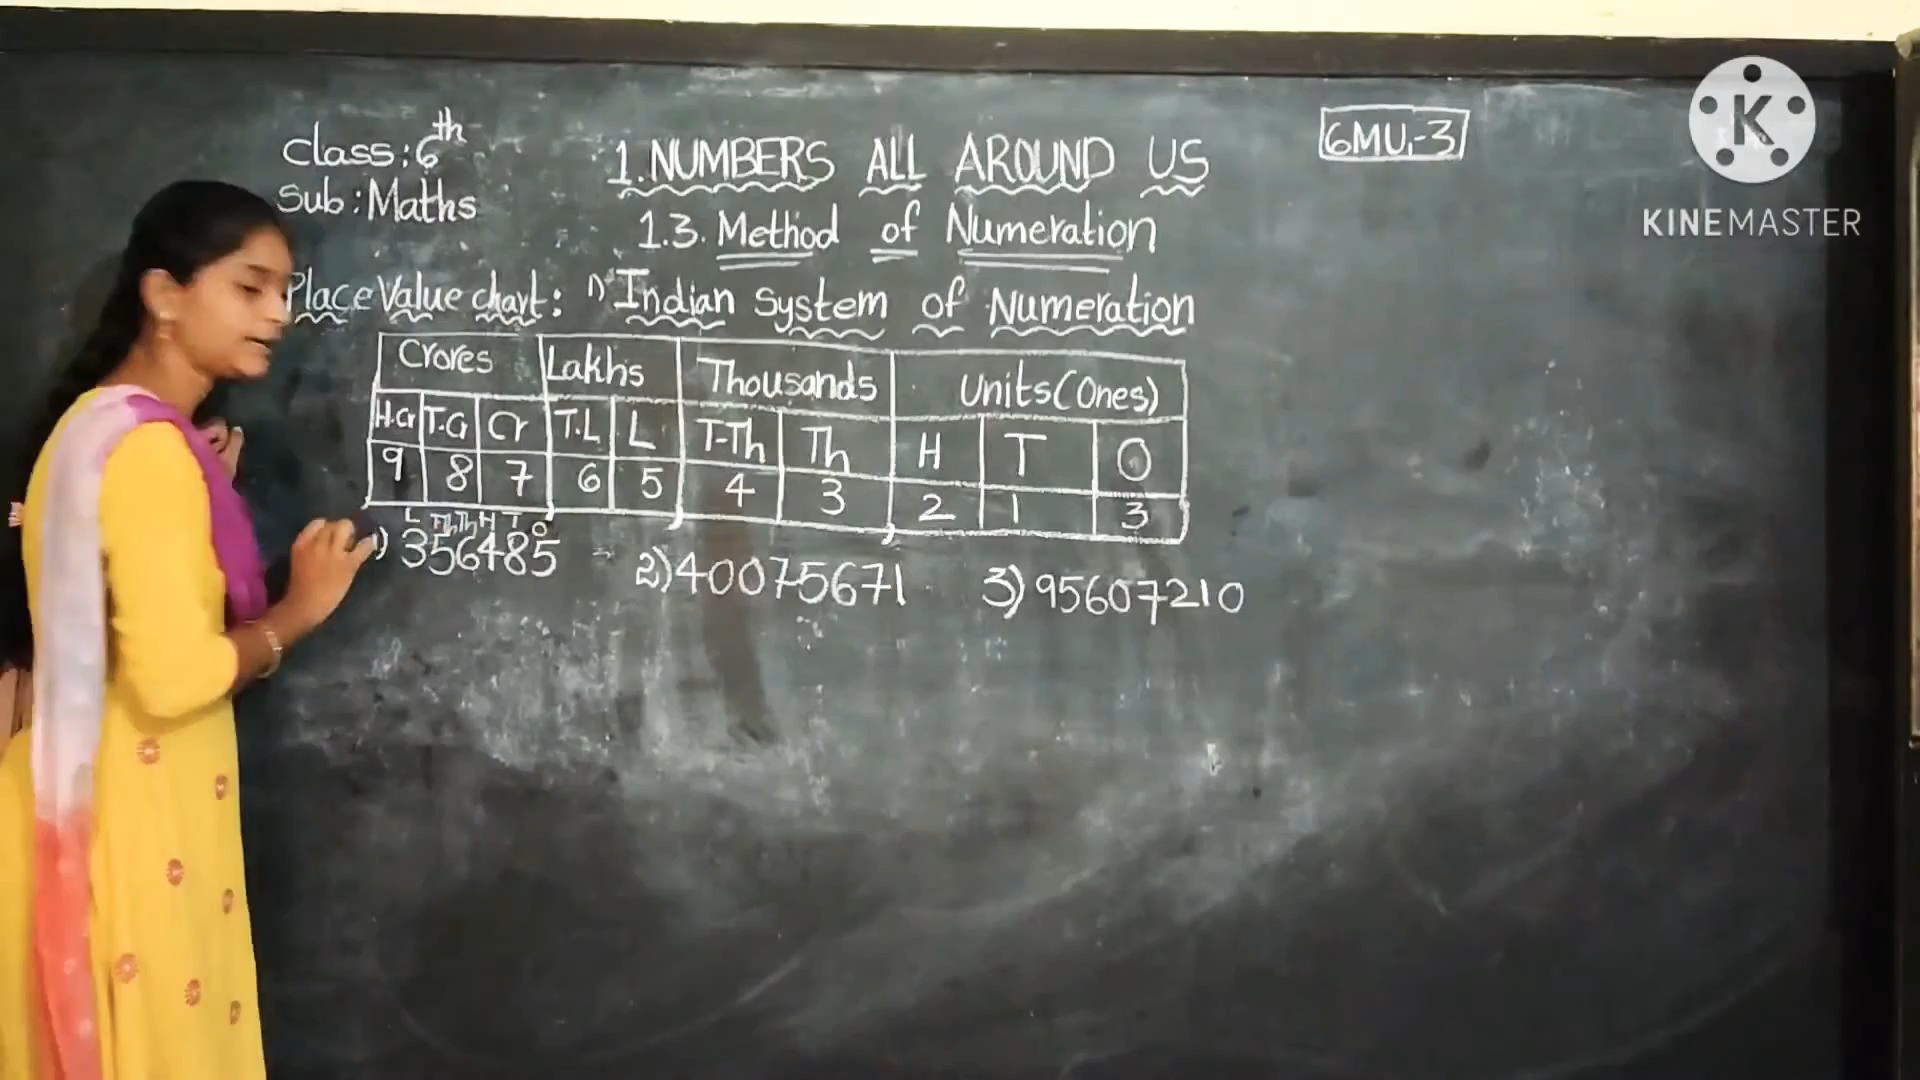 Class: 6th
Sub: Maths
1. NUMBERS ALL AROUND US
6MU1-3
K
KINEMASTER
1.3. Method of Numeration
Place Value chart: 1) Indian System of Numeration
Crores Lakhs Thousands Units(Ones)
H.Cr T.Cr Cr T.L L T-Th Th H T O
9 8 7 6 5 4 3 2 1 3
L T.Th Th H T O
1) 356485 2) 40075671 3) 95607210